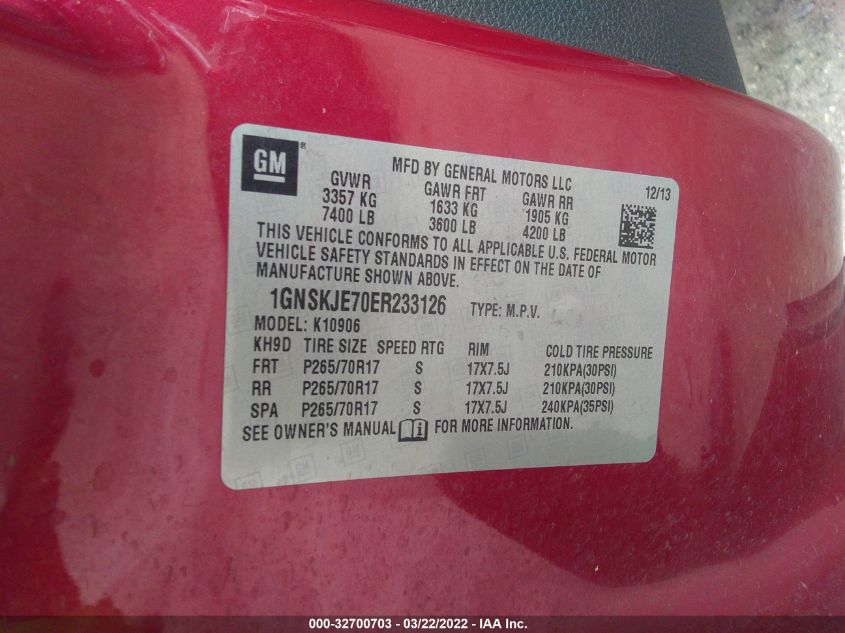 GM ®
MFD BY GENERAL MOTORS LLC 12/13
GVWR GAWR FRT GAWR RR
3357 KG 1633 KG 1905 KG
7400 LB 3600 LB 4200 LB
THIS VEHICLE CONFORMS TO ALL APPLICABLE U.S. FEDERAL MOTOR
VEHICLE SAFETY STANDARDS IN EFFECT ON THE DATE OF
MANUFACTURE SHOWN ABOVE.
1GNSKJE70ER233126 TYPE: M.P.V.
MODEL: K10906
KH9D TIRE SIZE SPEED RTG RIM COLD TIRE PRESSURE
FRT P265/70R17 S 17X7.5J 210KPA(30PSI)
RR P265/70R17 S 17X7.5J 210KPA(30PSI)
SPA P265/70R17 S 17X7.5J 240KPA(35PSI)
SEE OWNER'S MANUAL FOR MORE INFORMATION.
000-32700703 - 03/22/2022 - IAA Inc.